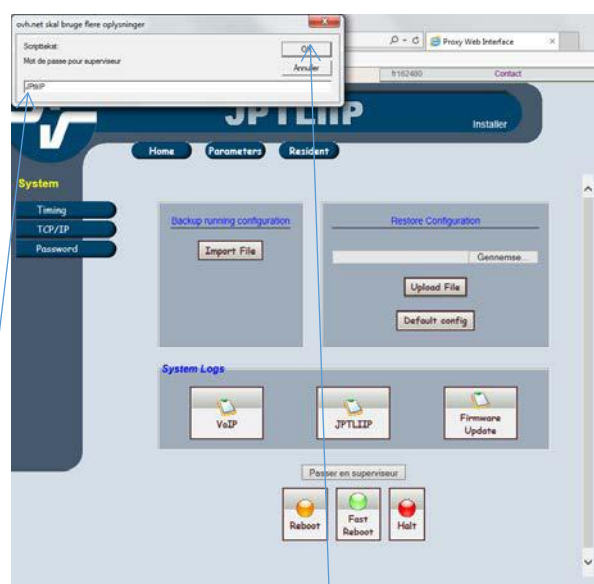 ovh.net skal bruge flere oplysninger
Scripttekst:
Mot de passe pour superviseur
OK
Annuler
Proxy Web Interface
fr162480
Contact
JPTLIIP
Installer
Home
Parameters
Resident
System
Timing
TCP/IP
Password
Backup running configuration
Import File
Restore Configuration
Gennemse...
Upload File
Default config
System Logs
VoIP
JPTLIIP
Firmware
Update
Passer en superviseur
Reboot
Fast
Reboot
Halt